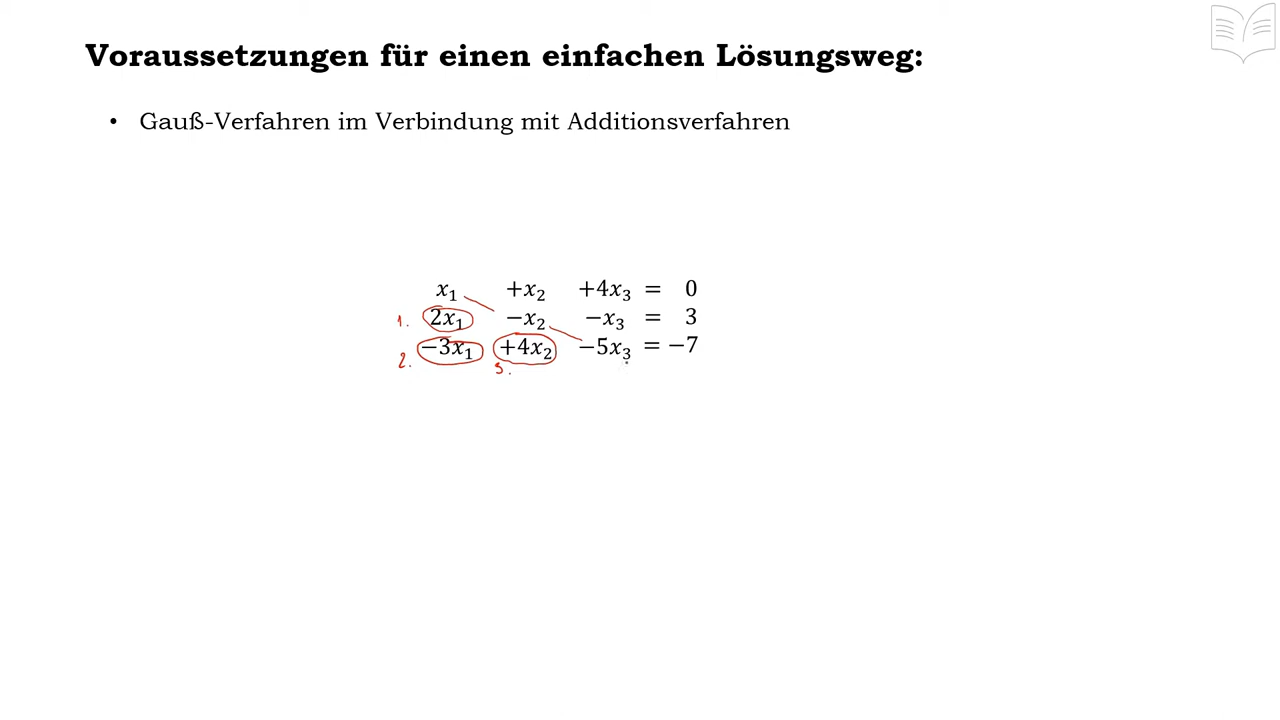 Voraussetzungen für einen einfachen Lösungsweg:
• Gauß-Verfahren im Verbindung mit Additionsverfahren
x₁ +x₂ +4x₃ = 0
1. 2x₁ −x₂ −x₃ = 3
2. −3x₁ +4x₂ −5x₃ = −7
3.